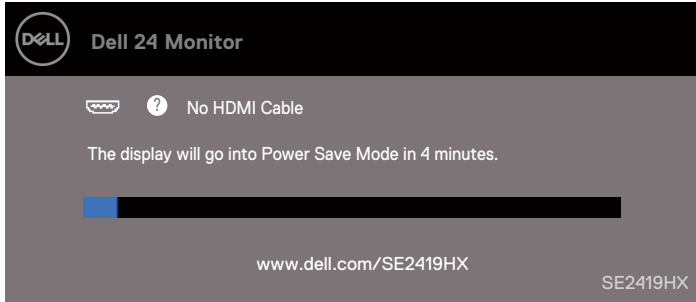 DELL
Dell 24 Monitor
? No HDMI Cable
The display will go into Power Save Mode in 4 minutes.
www.dell.com/SE2419HX
SE2419HX